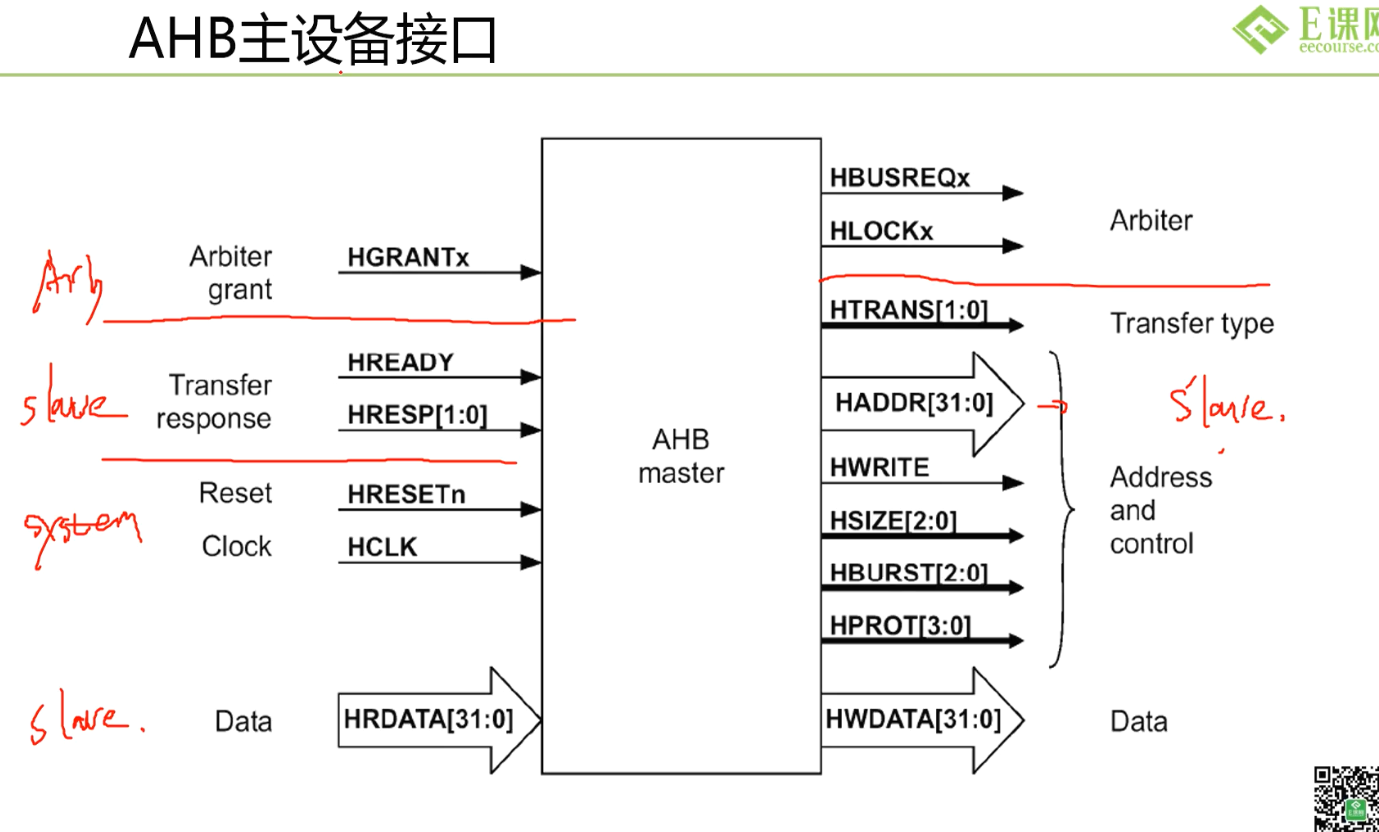 AHB主设备接口
E课网
eecourse.co
HBUSREQx
HLOCKx
Arbiter
Arb
Arbiter
grant
HGRANTx
HTRANS[1:0]
Transfer type
slave
Transfer
response
HREADY
HRESP[1:0]
HADDR[31:0]
Slave.
AHB
master
HWRITE
HSIZE[2:0]
HBURST[2:0]
HPROT[3:0]
Address
and
control
system
Reset
HRESETn
Clock
HCLK
slave.
Data
HRDATA[31:0]
HWDATA[31:0]
Data